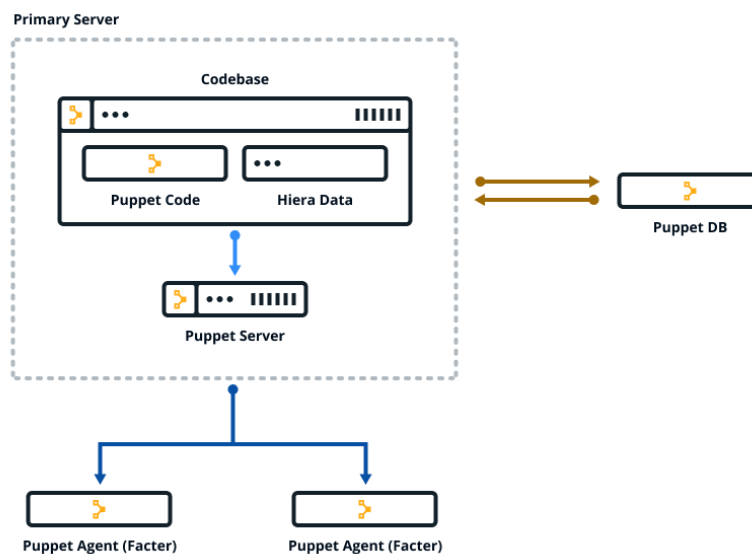 Primary Server
Codebase
Puppet Code
Hiera Data
Puppet DB
Puppet Server
Puppet Agent (Facter)
Puppet Agent (Facter)